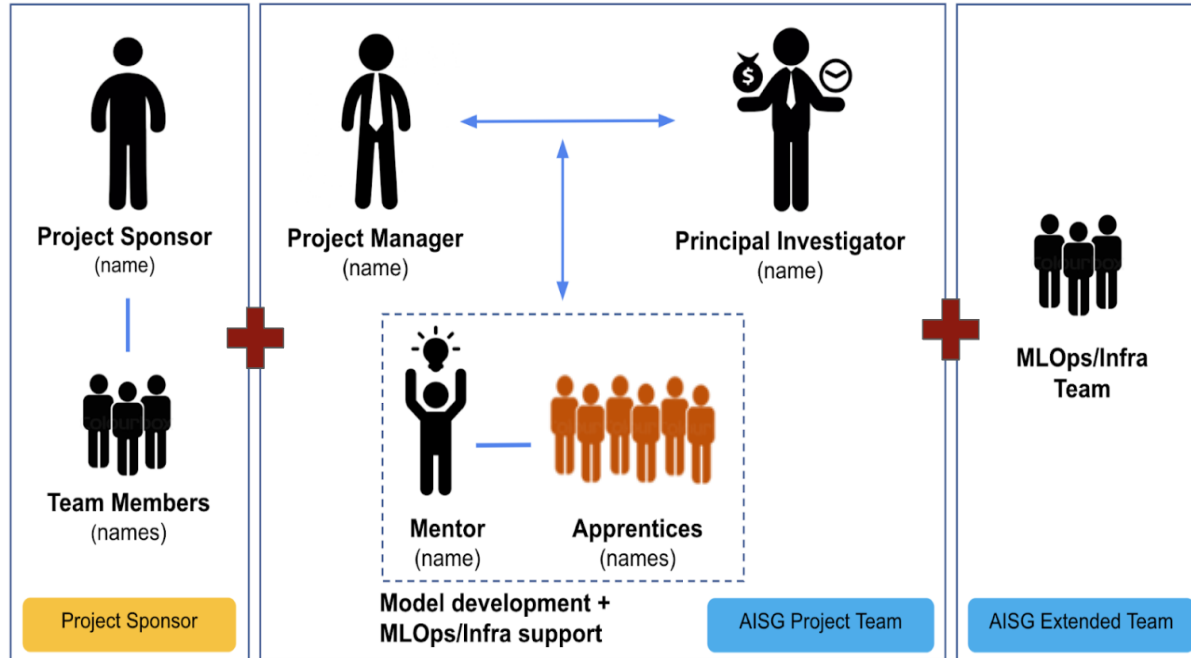 $
Project Sponsor
(name)
Team Members
(names)
Project Sponsor
Project Manager
(name)
Principal Investigator
(name)
Mentor
(name)
Apprentices
(names)
Model development +
MLOps/Infra support
AISG Project Team
MLOps/Infra
Team
AISG Extended Team